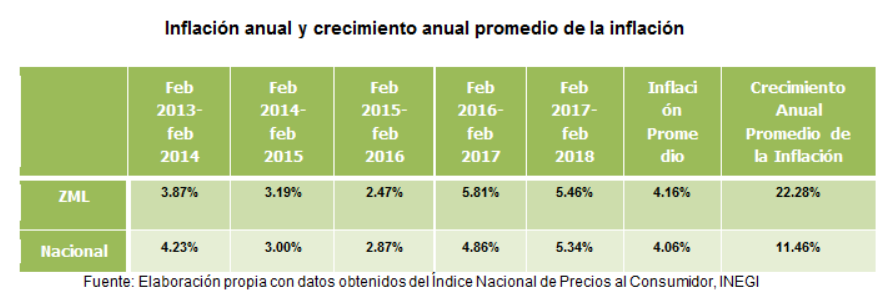 Inflación anual y crecimiento anual promedio de la inflación
Feb 2013-feb 2014 Feb 2014-feb 2015 Feb 2015-feb 2016 Feb 2016-feb 2017 Feb 2017-feb 2018 Inflación Promedio Crecimiento Anual Promedio de la Inflación
ZML 3.87% 3.19% 2.47% 5.81% 5.46% 4.16% 22.28%
Nacional 4.23% 3.00% 2.87% 4.86% 5.34% 4.06% 11.46%
Fuente: Elaboración propia con datos obtenidos del Índice Nacional de Precios al Consumidor, INEGI